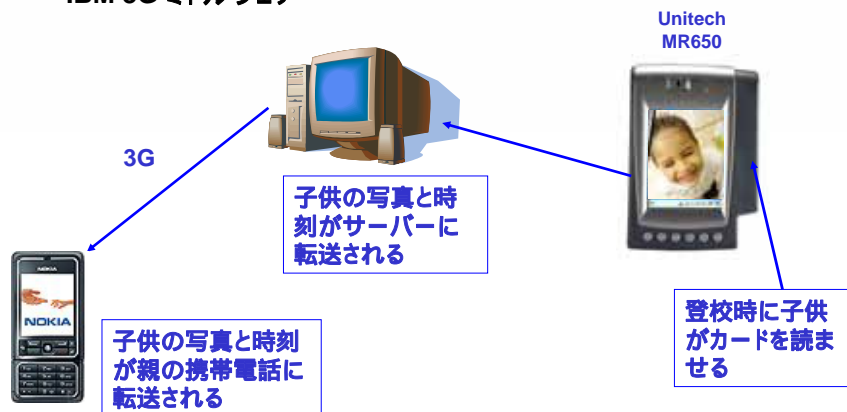 Unitech
MR650
3G
子供の写真と時
刻がサーバーに
転送される
登校時に子供
がカードを読ま
せる
NOKIA
NOKIA
子供の写真と時刻
が親の携帯電話に
転送される